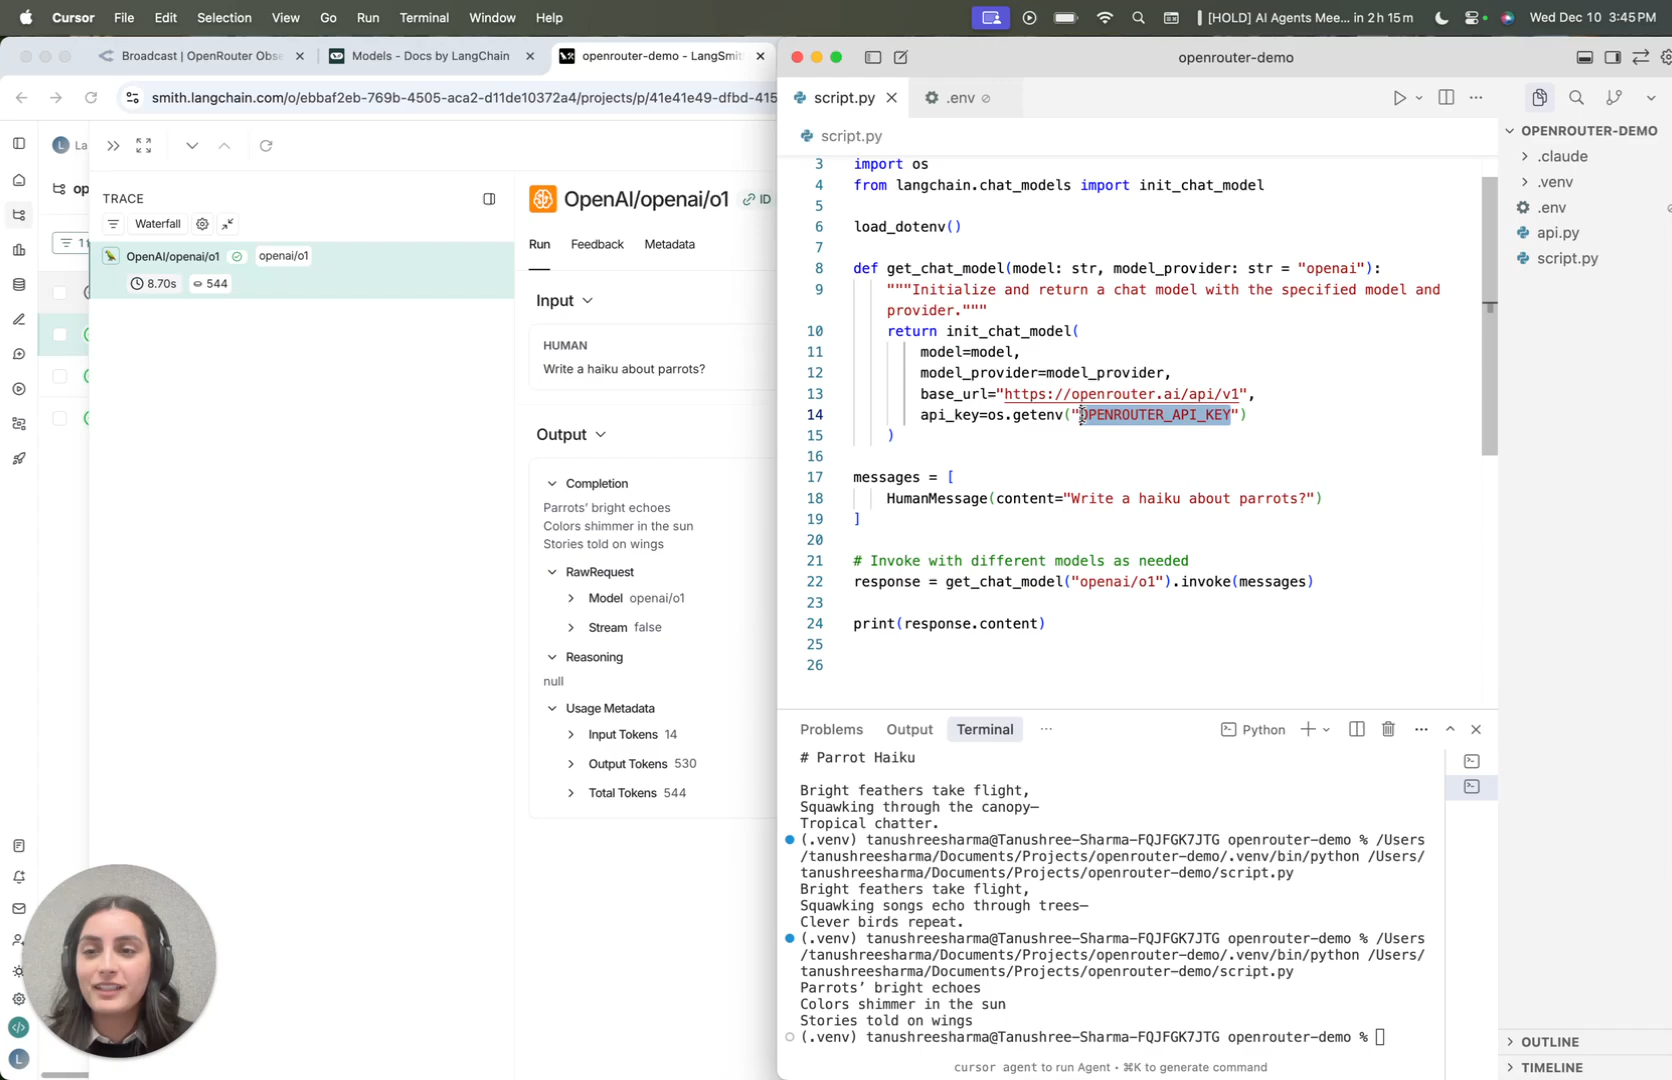 Cursor File Edit Selection View Go Run Terminal Window Help [HOLD] AI Agents Mee... in 2 h 15 m Wed Dec 10 3:45 PM
Broadcast | OpenRouter Obse
Models - Docs by LangChain
openrouter-demo - LangSmit
smith.langchain.com/o/ebbaf2eb-769b-4505-aca2-d11de10372a4/projects/p/41e41e49-dfbd-415
L La
op
TRACE
Waterfall
11
OpenAI/openai/o1 openai/o1
8.70s 544
OpenAI/openai/o1 ID
Run Feedback Metadata
Input
HUMAN
Write a haiku about parrots?
Output
Completion
Parrots’ bright echoes
Colors shimmer in the sun
Stories told on wings
RawRequest
Model openai/o1
Stream false
Reasoning
null
Usage Metadata
Input Tokens 14
Output Tokens 530
Total Tokens 544
L
openrouter-demo
script.py .env
script.py
3 import os
4 from langchain.chat_models import init_chat_model
5
6 load_dotenv()
7
8 def get_chat_model(model: str, model_provider: str = "openai"):
9 """Initialize and return a chat model with the specified model and
provider."""
10 return init_chat_model(
11 model=model,
12 model_provider=model_provider,
13 base_url="https://openrouter.ai/api/v1",
14 api_key=os.getenv("OPENROUTER_API_KEY")
15 )
16
17 messages = [
18 HumanMessage(content="Write a haiku about parrots?")
19 ]
20
21 # Invoke with different models as needed
22 response = get_chat_model("openai/o1").invoke(messages)
23
24 print(response.content)
25
26
Problems Output Terminal ... Python
# Parrot Haiku
Bright feathers take flight,
Squawking through the canopy—
Tropical chatter.
(.venv) tanushreesharma@Tanushree-Sharma-FQJFGK7JTG openrouter-demo % /Users
/tanushreesharma/Documents/Projects/openrouter-demo/.venv/bin/python /Users/
tanushreesharma/Documents/Projects/openrouter-demo/script.py
Bright feathers take flight,
Squawking songs echo through trees—
Clever birds repeat.
(.venv) tanushreesharma@Tanushree-Sharma-FQJFGK7JTG openrouter-demo % /Users
/tanushreesharma/Documents/Projects/openrouter-demo/.venv/bin/python /Users/
tanushreesharma/Documents/Projects/openrouter-demo/script.py
Parrots’ bright echoes
Colors shimmer in the sun
Stories told on wings
(.venv) tanushreesharma@Tanushree-Sharma-FQJFGK7JTG openrouter-demo %
cursor agent to run Agent • ⌘K to generate command
OPENROUTER-DEMO
.claude
.venv
.env
api.py
script.py
OUTLINE
TIMELINE